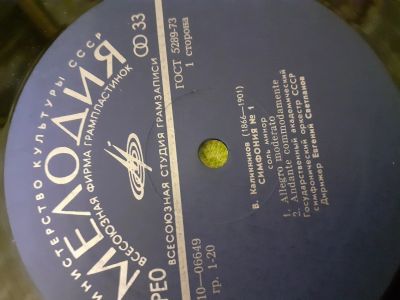 МИНИСТЕРСТВО КУЛЬТУРЫ СССР
МЕЛОДИЯ
ВСЕСОЮЗНАЯ ФИРМА ГРАМПЛАСТИНОК
33
ВСЕСОЮЗНАЯ СТУДИЯ ГРАМЗАПИСИ
ГОСТ 5289-73
1 сторона
РЕО
10—06649
гр. 1-20
В. Калинников (1866—1901)
СИМФОНИЯ № 1
соль минор
1. Allegro moderato
2. Andante commodamente
Государственный академический
симфонический оркестр СССР
Дирижер Евгений Светланов